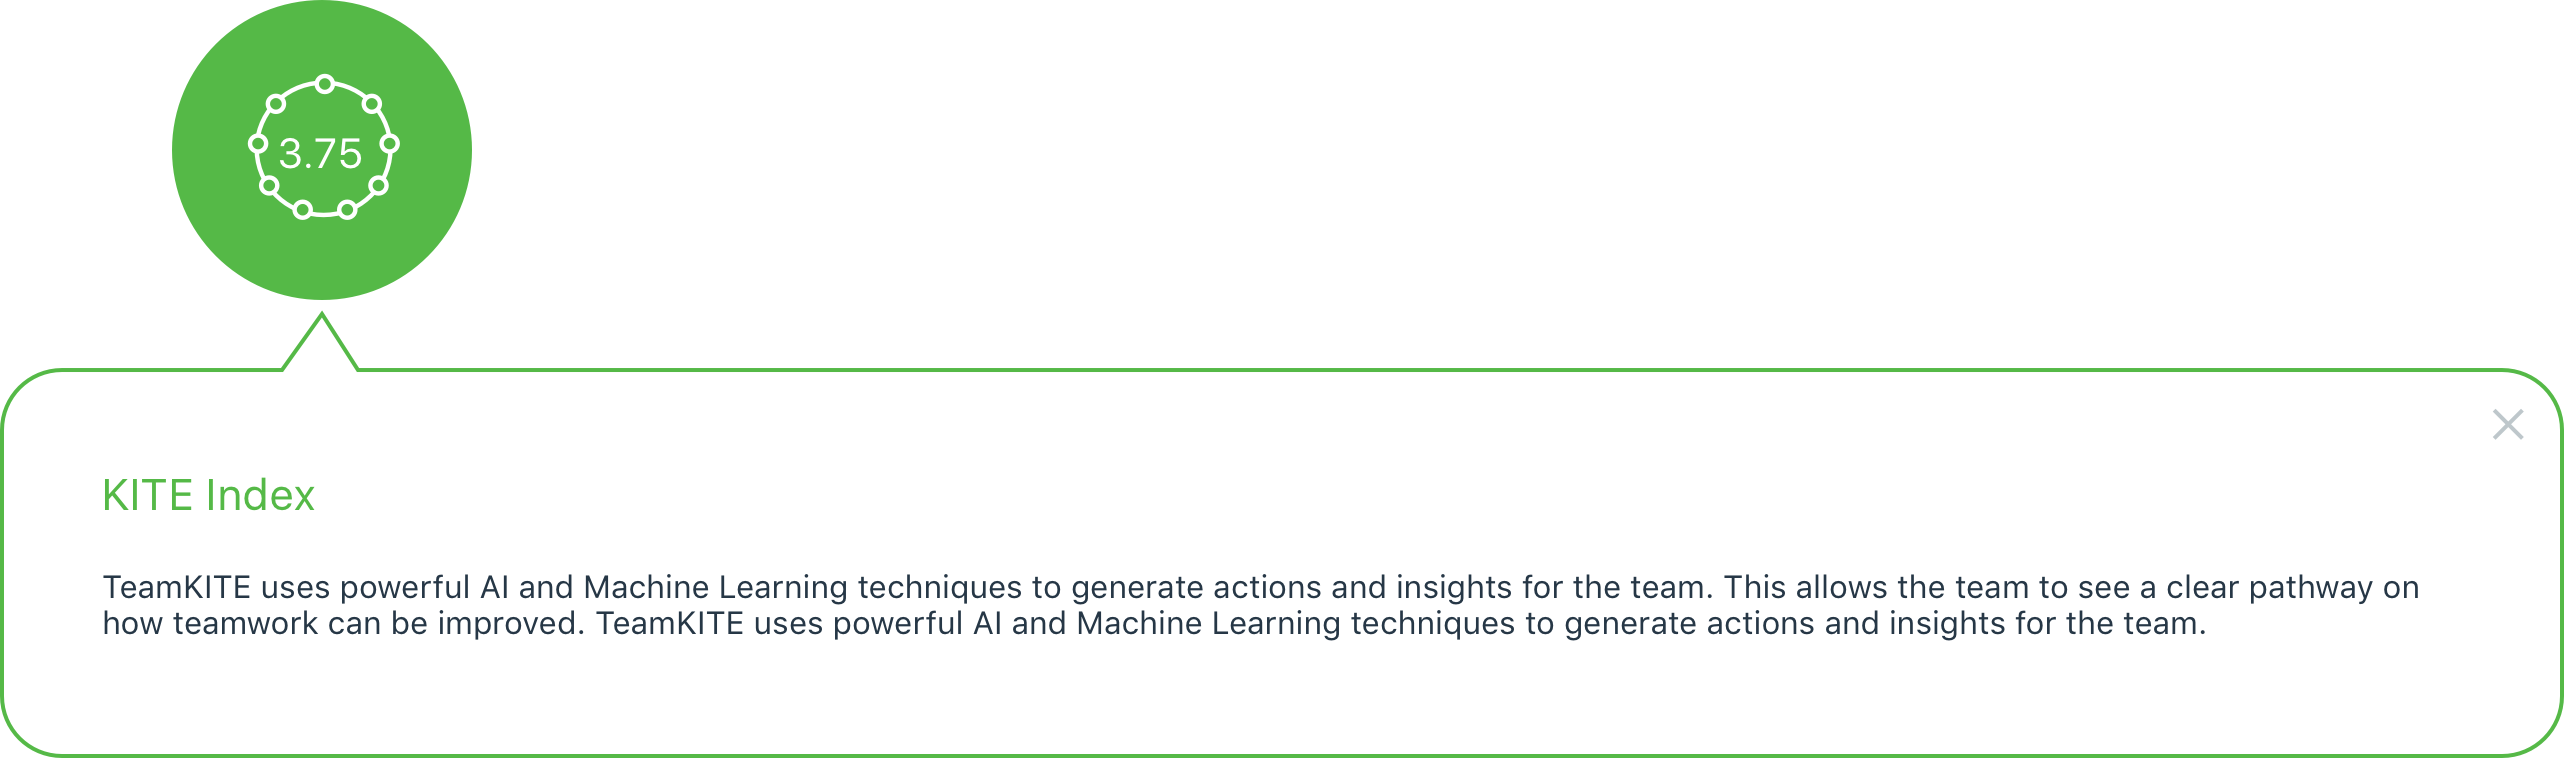 3.75
KITE Index
TeamKITE uses powerful AI and Machine Learning techniques to generate actions and insights for the team. This allows the team to see a clear pathway on
how teamwork can be improved. TeamKITE uses powerful AI and Machine Learning techniques to generate actions and insights for the team.